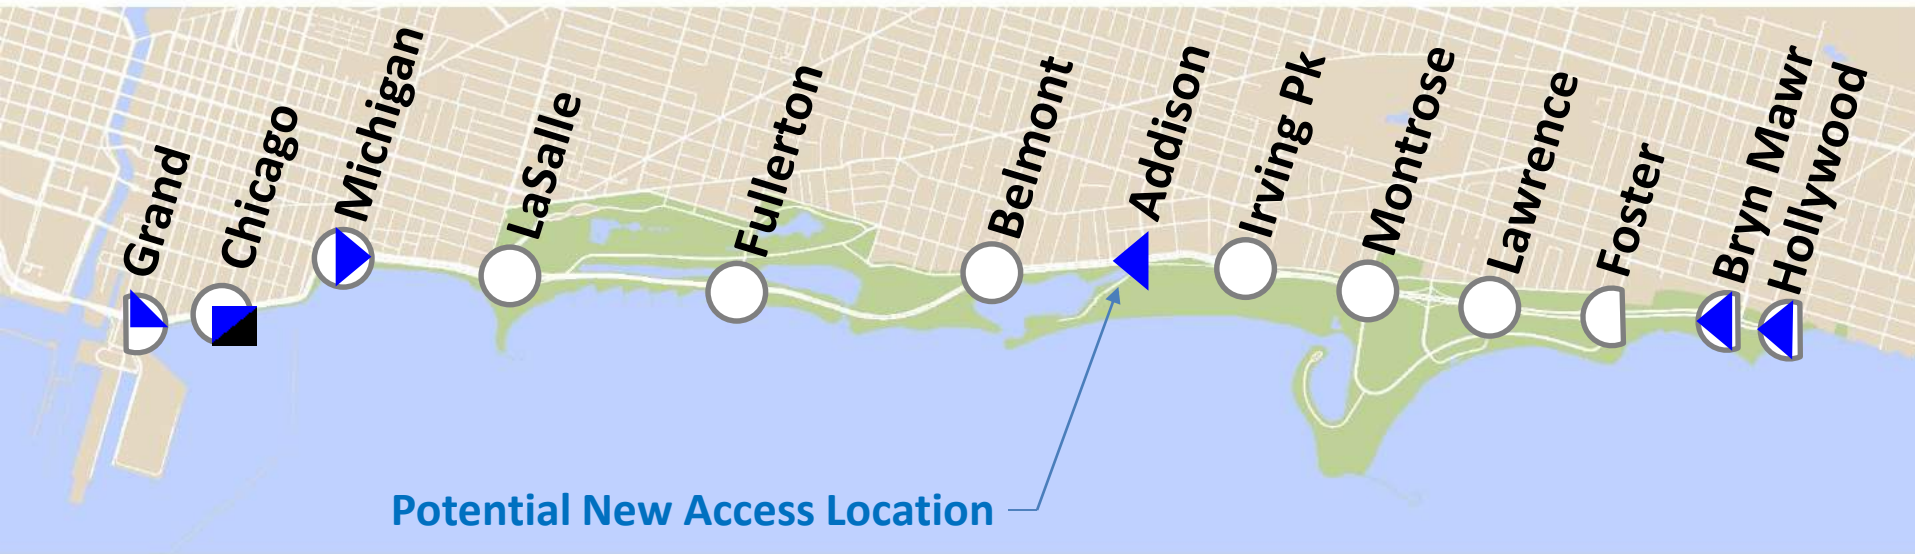 Grand
Chicago
Michigan
LaSalle
Fullerton
Belmont
Addison
Irving Pk
Montrose
Lawrence
Foster
Bryn Mawr
Hollywood
Potential New Access Location